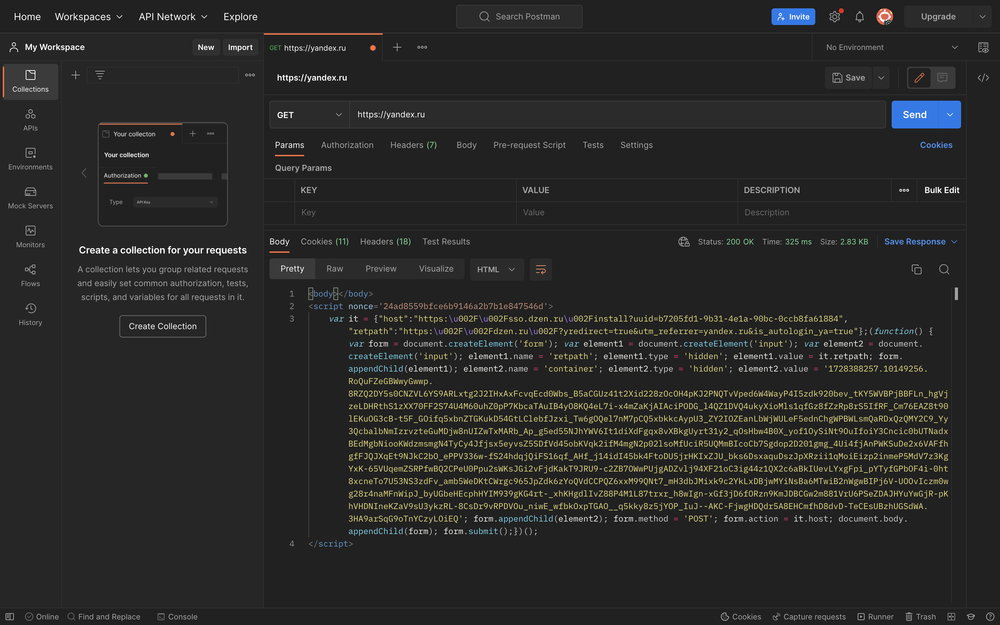 Home Workspaces API Network Explore Search Postman Invite Upgrade
My Workspace New Import GET https://yandex.ru No Environment
Collections
APIs
Environments
Mock Servers
Monitors
Flows
History
Your collecton
Your collection
Authorization
Type API Key
Create a collection for your requests
A collection lets you group related requests
and easily set common authorization, tests,
scripts, and variables for all requests in it.
Create Collection
https://yandex.ru Save
GET https://yandex.ru Send
Params Authorization Headers (7) Body Pre-request Script Tests Settings Cookies
Query Params
KEY VALUE DESCRIPTION Bulk Edit
Key Value Description
Body Cookies (11) Headers (18) Test Results Status: 200 OK Time: 325 ms Size: 2.83 KB Save Response
Pretty Raw Preview Visualize HTML
1 <body></body>
2 <script nonce='24ad8559bfce6b9146a2b7b1e847546d'>
3 var it = {"host":"https:\u002F\u002Fsso.dzen.ru\u002Finstall?uuid=b7205fd1-9b31-4e1a-90bc-0ccb8fa61884",
"retpath":"https:\u002F\u002Fdzen.ru\u002F?yredirect=true&utm_referrer=yandex.ru&is_autologin_ya=true"};(function() {
var form = document.createElement('form'); var element1 = document.createElement('input'); var element2 = document.
createElement('input'); element1.name = 'retpath'; element1.type = 'hidden'; element1.value = it.retpath; form.
appendChild(element1); element2.name = 'container'; element2.type = 'hidden'; element2.value = '1728388257.10149256.
RoQuFZeGBWwyGwwp.
8RZQ2DY5s0CNZVL6YS9ARLxtg2J2IHxAxFcvqEcd0Wbs_B5aCGUz41t2Xid228zOcOH4pKJ2PNQTvVped6W4WayP4I5zdk920bev_tKY5WVBPjBBFLn_hgVj
zeLDHRthS1zXX70FF2S74U4M60uhZ0pP7KbcaTAuIB4yO8KQ4eL7i-x4mZaKjAIAciPODG_l4QZ1DVQ4ukyXioMls1qfGz8fZzRp8rS5IfRF_Cm76EAZ8t90
lEKuOG3cB-t5F_GOifq5xbnZTGKukD54GtLClebfJzxi_Tw6gOQel7nM7pCQ5xbkkcAypU3_ZY2IOZEanLbWjWULeF5ednChgWPBWLsmQaRDxQzQMY2C9_Yy
3QcbalbNmIzrvzteGuMDjw8nUIZwTxMARb_Ap_g5ed55NJhYWV6It1diXdFgqx8vXBkgUyrt31y2_qOsHbw4B0X_yof1OySiNt9OuIfoiY3Cncic0bUTNadx
BEdMgbNiooKWdzmsmgN4TyCy4Jfjsx5eyvsZ5SDfVd45obKVqk2ifM4mgN2p02lsoMfUciR5UQMmBIcoCb7Sgdop2D201gmg_4Ui4fjAnPWKSuDe2x6VAFfh
gfFJQJXqEt9NJkC2bO_ePPV336w-fS24hdqjQiFS16qf_AHf_j14idI45bk4FtoDU5jrHKIxZJU_bks6DsxaquDszJpXRzii1qMoiEizp2inmeP5MdV7z3Kg
YxK-65VUqemZSRPfwBQ2CPeU0Ppu2sWKsJGi2vFjdKakT9JRU9-c2ZB7OWwPUjgADZvlj94XF21oC3ig44z1QX2c6aBkIUevLYxgFpi_pYTyfGPbOF4i-0ht
8xcneTo7U53NS3zdFv_amb5WeDKtCWrgc965JpZdk6zYoQVdCCPQZ6xxM99QNt7_mH3dbJMixk9c2YkLxDBjwMYiNsBa6MTwiB2nWgwBIPj6V-UOOvIczm0w
g28r4naMFnWipJ_byUGbeHEcphHYIM939gKG4rt-_xhKHgdlIvZ88P4M1L87trxr_h8wIgn-xGf3jD6fORzn9KmJDBCGw2m881VrU6PSeZDAJHYuYwGjR-pK
hVHDNIneKZaV9sU3ykzRL-8CsDr9vRPDVOu_niwE_wfbkOxpTGAO__q5kky8z5jYOP_IuJ--AKC-FjwgHDQdr5A8EHCmfhD8dvD-TeCEsUBzhUGSdWA.
3HA9arSqG9oTnYCzyLOiEQ'; form.appendChild(element2); form.method = 'POST'; form.action = it.host; document.body.
appendChild(form); form.submit();})();
4 </script>
Online Find and Replace Console Cookies Capture requests Runner Trash